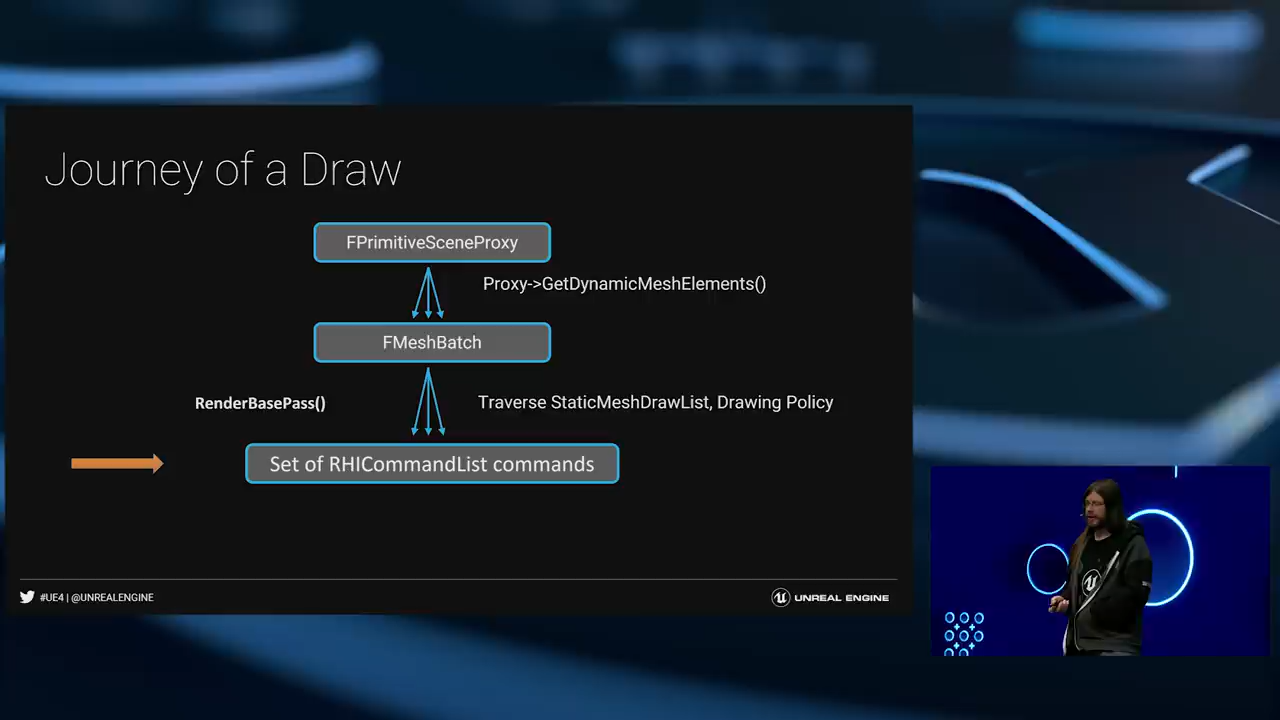 Journey of a Draw
FPrimitiveSceneProxy
Proxy->GetDynamicMeshElements()
FMeshBatch
RenderBasePass()
Traverse StaticMeshDrawList, Drawing Policy
Set of RHICommandList commands
#UE4 | @UNREALENGINE
UNREAL ENGINE